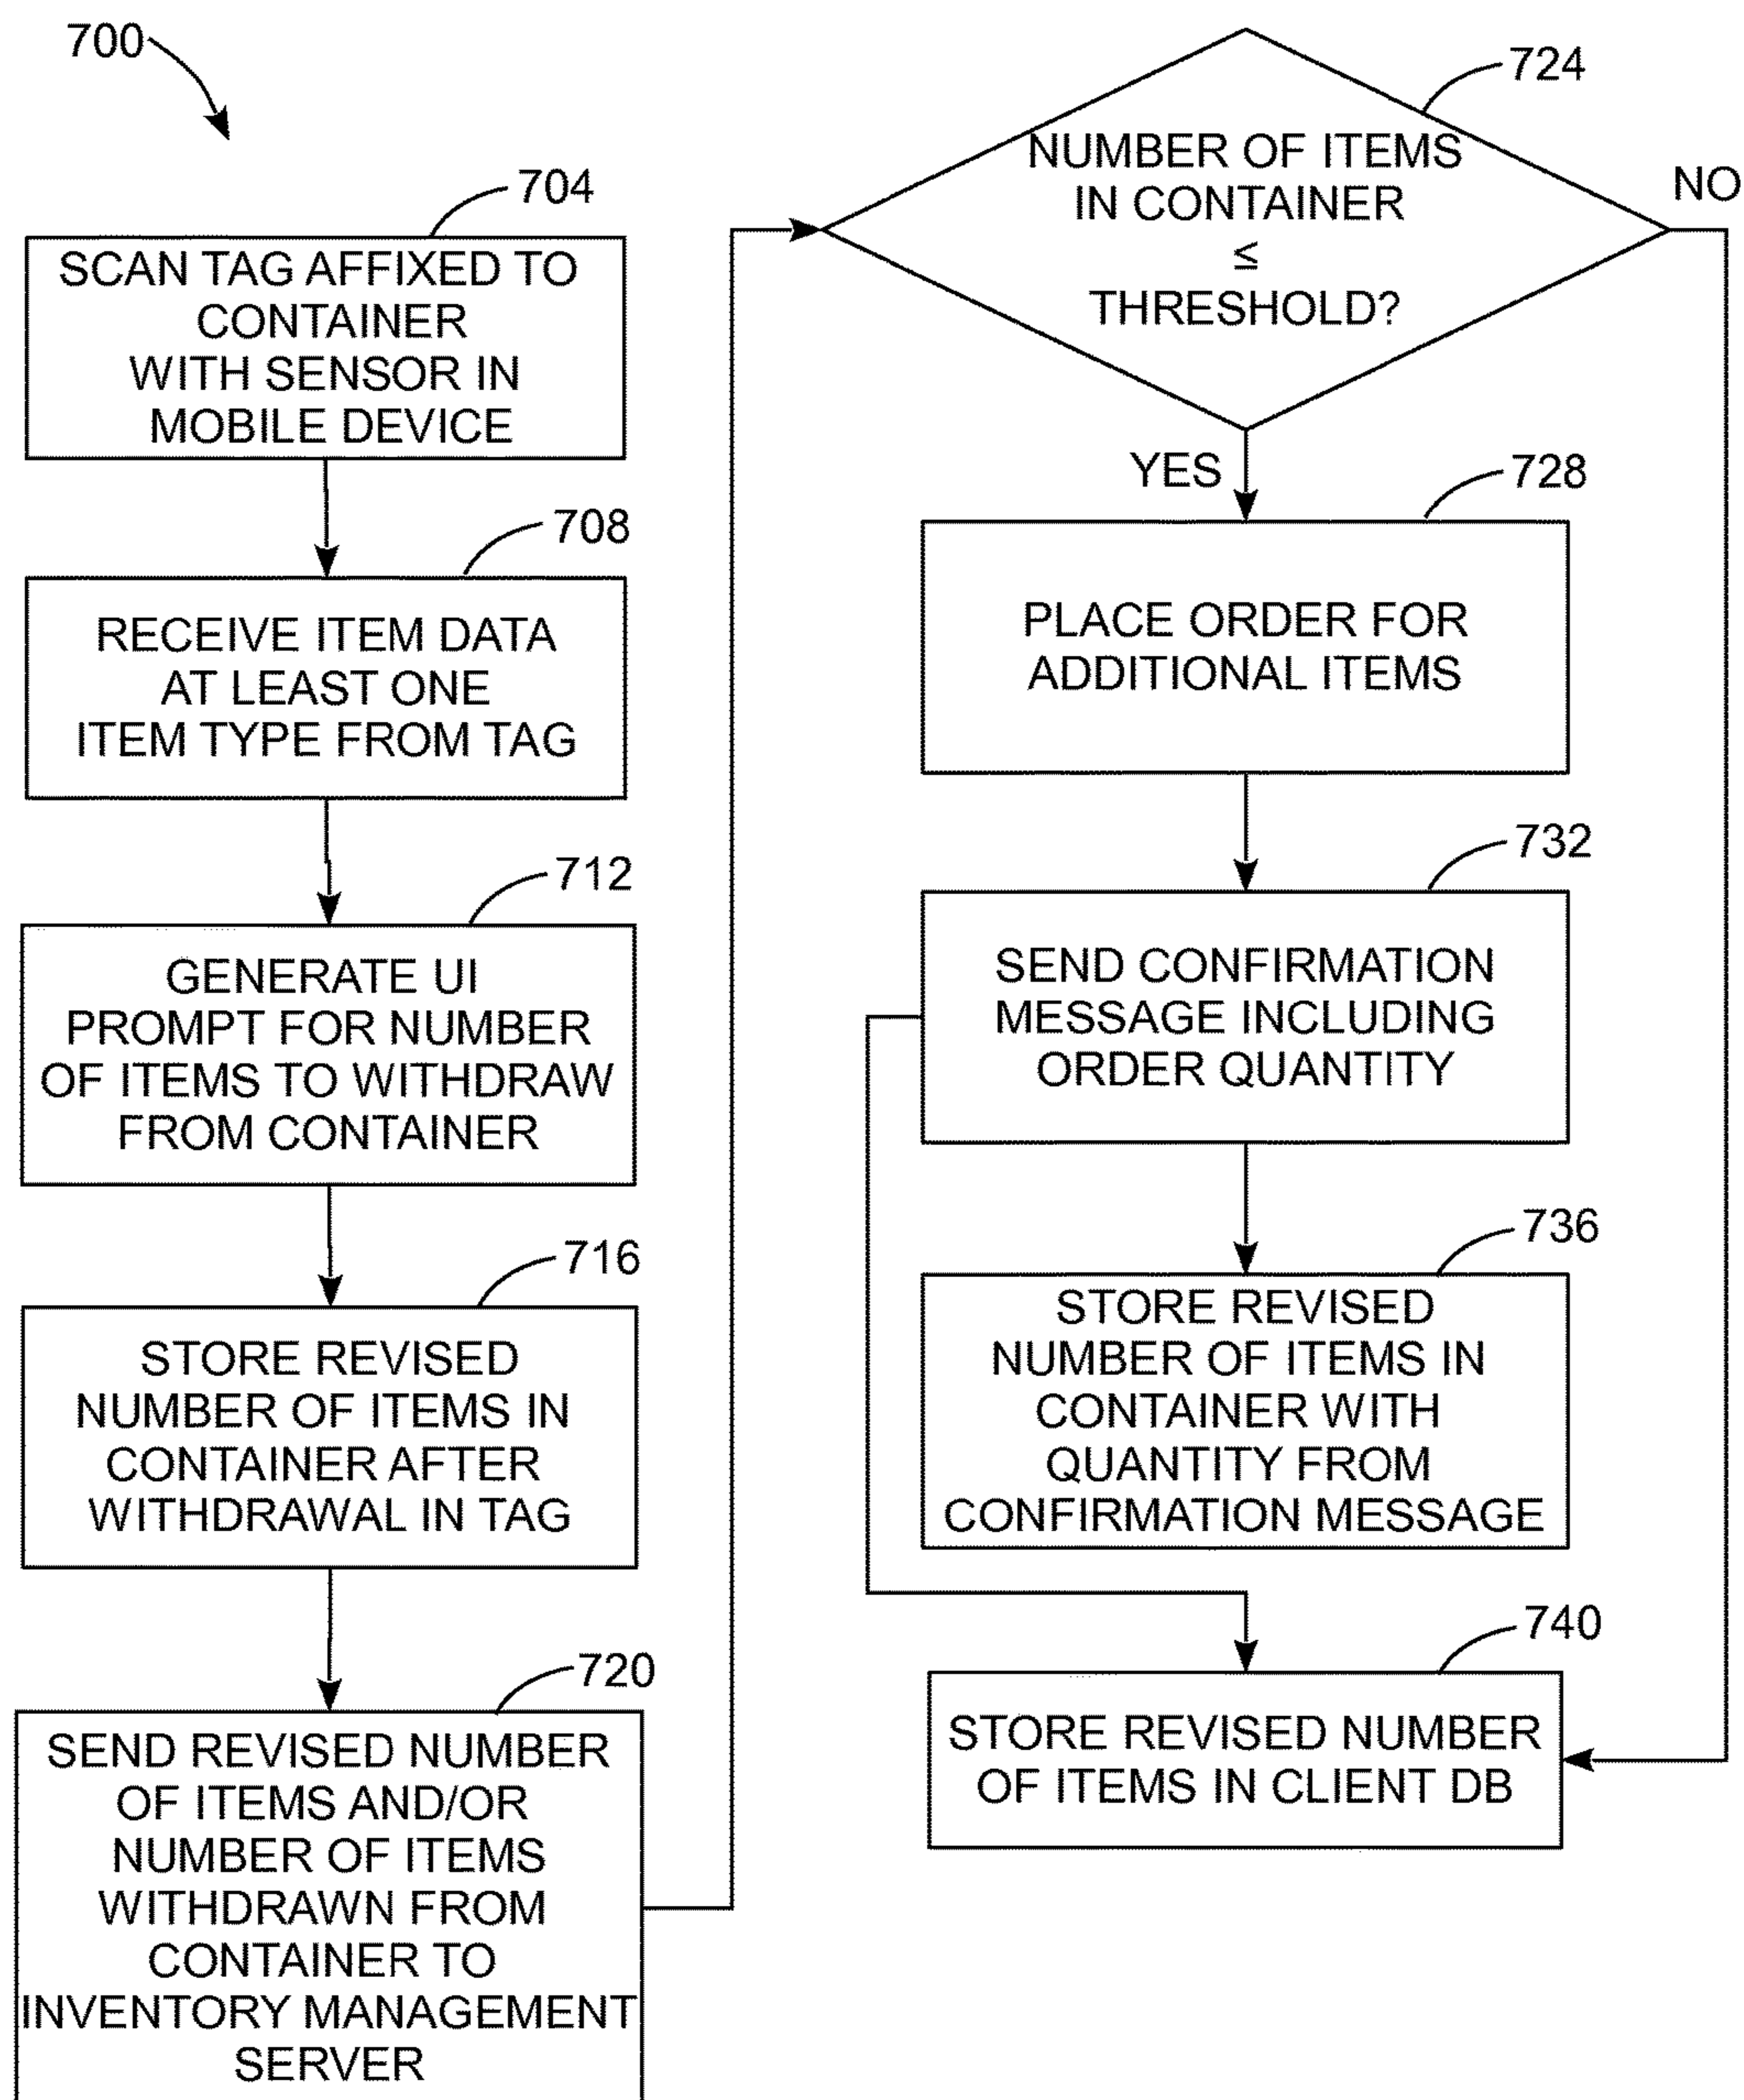 700
704
SCAN TAG AFFIXED TO
CONTAINER
WITH SENSOR IN
MOBILE DEVICE
708
RECEIVE ITEM DATA
AT LEAST ONE
ITEM TYPE FROM TAG
712
GENERATE UI
PROMPT FOR NUMBER
OF ITEMS TO WITHDRAW
FROM CONTAINER
716
STORE REVISED
NUMBER OF ITEMS IN
CONTAINER AFTER
WITHDRAWAL IN TAG
720
SEND REVISED NUMBER
OF ITEMS AND/OR
NUMBER OF ITEMS
WITHDRAWN FROM
CONTAINER TO
INVENTORY MANAGEMENT
SERVER
724
NUMBER OF ITEMS
IN CONTAINER
≤
THRESHOLD?
NO
YES
728
PLACE ORDER FOR
ADDITIONAL ITEMS
732
SEND CONFIRMATION
MESSAGE INCLUDING
ORDER QUANTITY
736
STORE REVISED
NUMBER OF ITEMS IN
CONTAINER WITH
QUANTITY FROM
CONFIRMATION MESSAGE
740
STORE REVISED NUMBER
OF ITEMS IN CLIENT DB